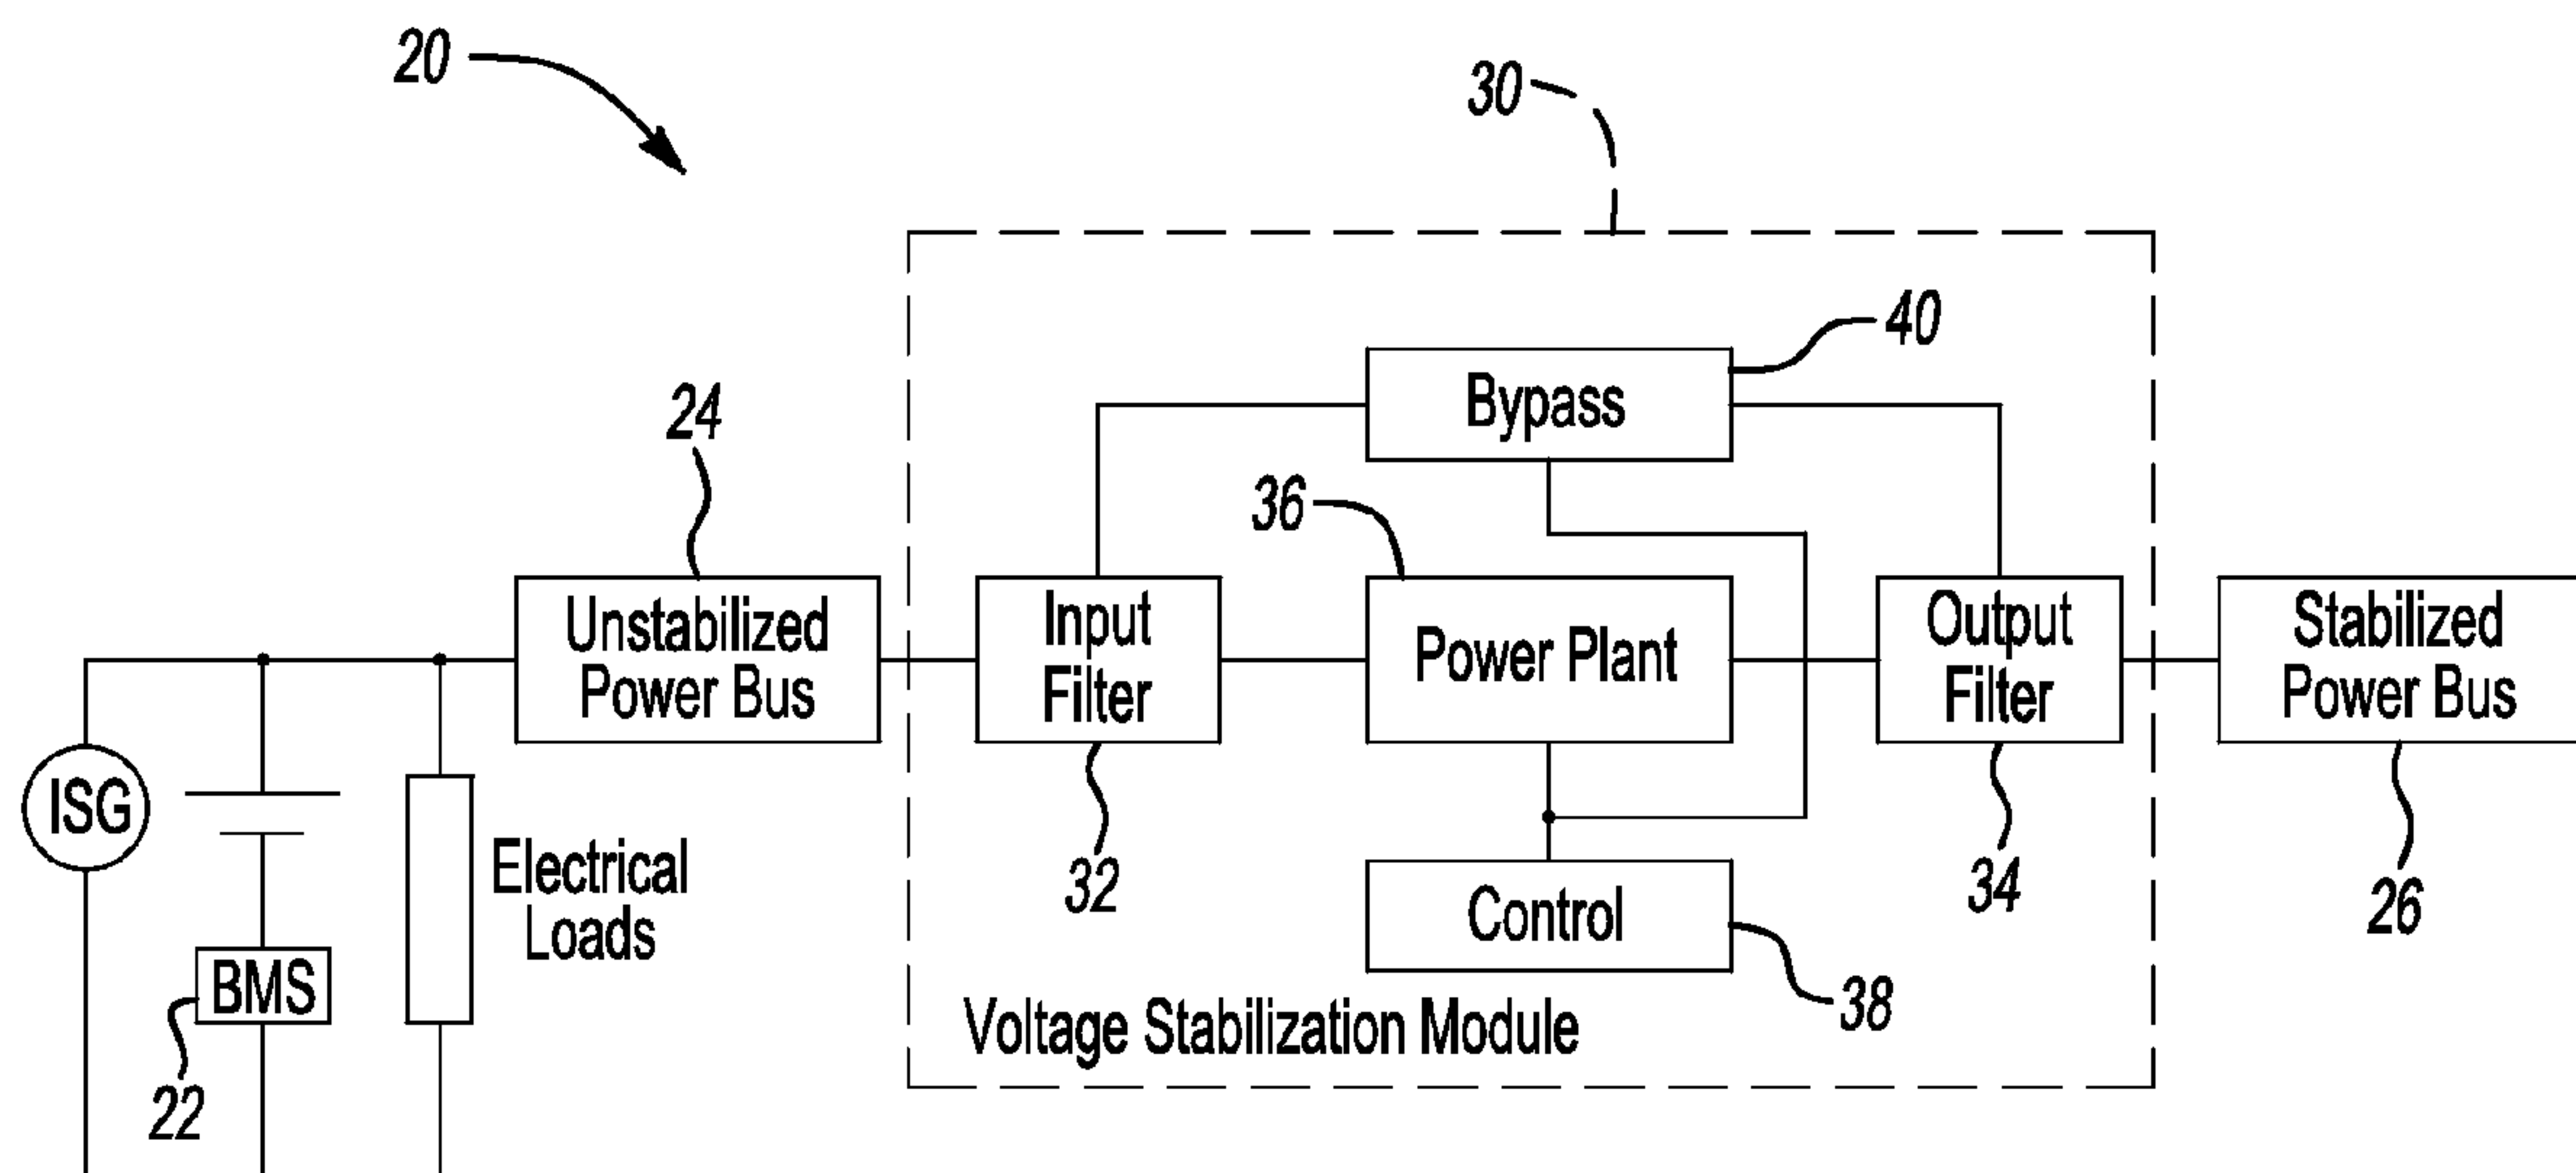 20
30
40
Bypass
24
36
Unstabilized
Power Bus
Input
Filter
Power Plant
Output
Filter
Stabilized
Power Bus
ISG
Electrical
Loads
32
34
26
Control
BMS
38
Voltage Stabilization Module
22